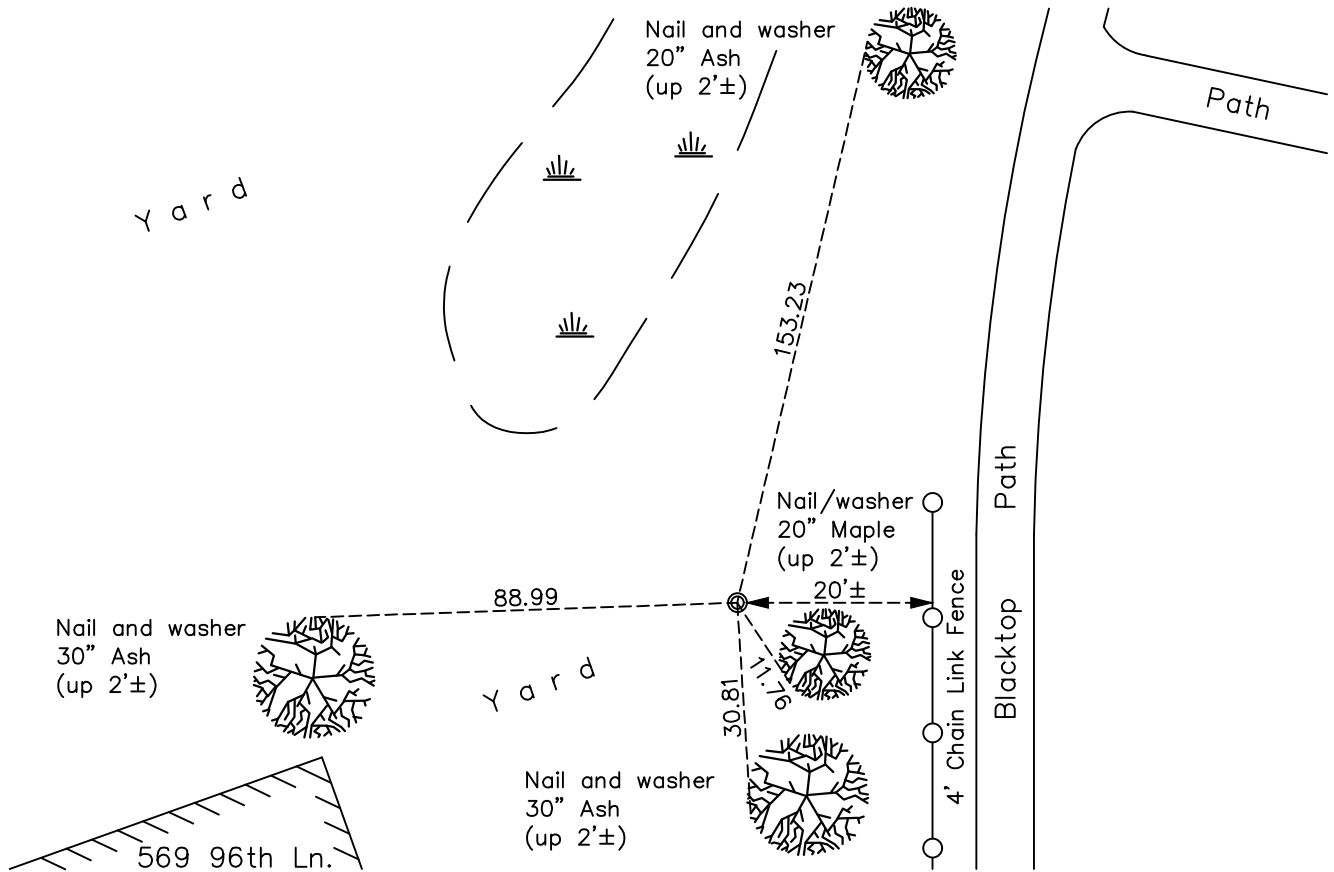 Nail and washer
20” Ash
(up 2’±)
Path
Yard
153.23
Path
Nail/washer
20” Maple
(up 2’±)
20’±
88.99
Nail and washer
30” Ash
(up 2’±)
Yard
11.76
30.81
4’ Chain Link Fence
Blacktop
Nail and washer
30” Ash
(up 2’±)
569 96th Ln.